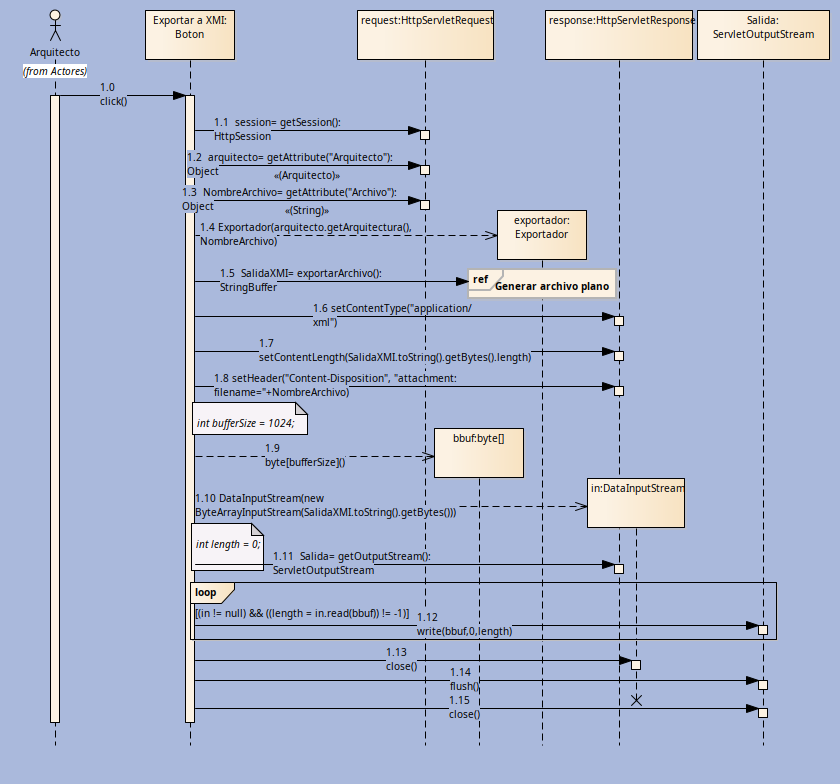 Exportar a XMI:
Boton
request:HttpServletRequest
response:HttpServletResponse
Salida:
ServletOutputStream
Arquitecto
(from Actores)
1.0
click()
1.1 session= getSession():
HttpSession
1.2 arquitecto= getAttribute("Arquitecto"):
Object
«(Arquitecto)»
1.3 NombreArchivo= getAttribute("Archivo"):
Object
«(String)»
1.4 Exportador(arquitecto.getArquitectura(),
NombreArchivo)
exportador:
Exportador
1.5 SalidaXMI= exportarArchivo():
StringBuffer
ref
Generar archivo plano
1.6 setContentType("application/
xml")
1.7
setContentLength(SalidaXMI.toString().getBytes().length)
1.8 setHeader("Content-Disposition", "attachment:
filename="+NombreArchivo)
int bufferSize = 1024;
1.9
byte[bufferSize]()
bbuf:byte[]
1.10 DataInputStream(new
ByteArrayInputStream(SalidaXMI.toString().getBytes()))
in:DataInputStream
int length = 0;
1.11 Salida= getOutputStream():
ServletOutputStream
loop
[(in != null) && ((length = in.read(bbuf)) != -1)]
1.12
write(bbuf,0,length)
1.13
close()
1.14
flush()
1.15
close()